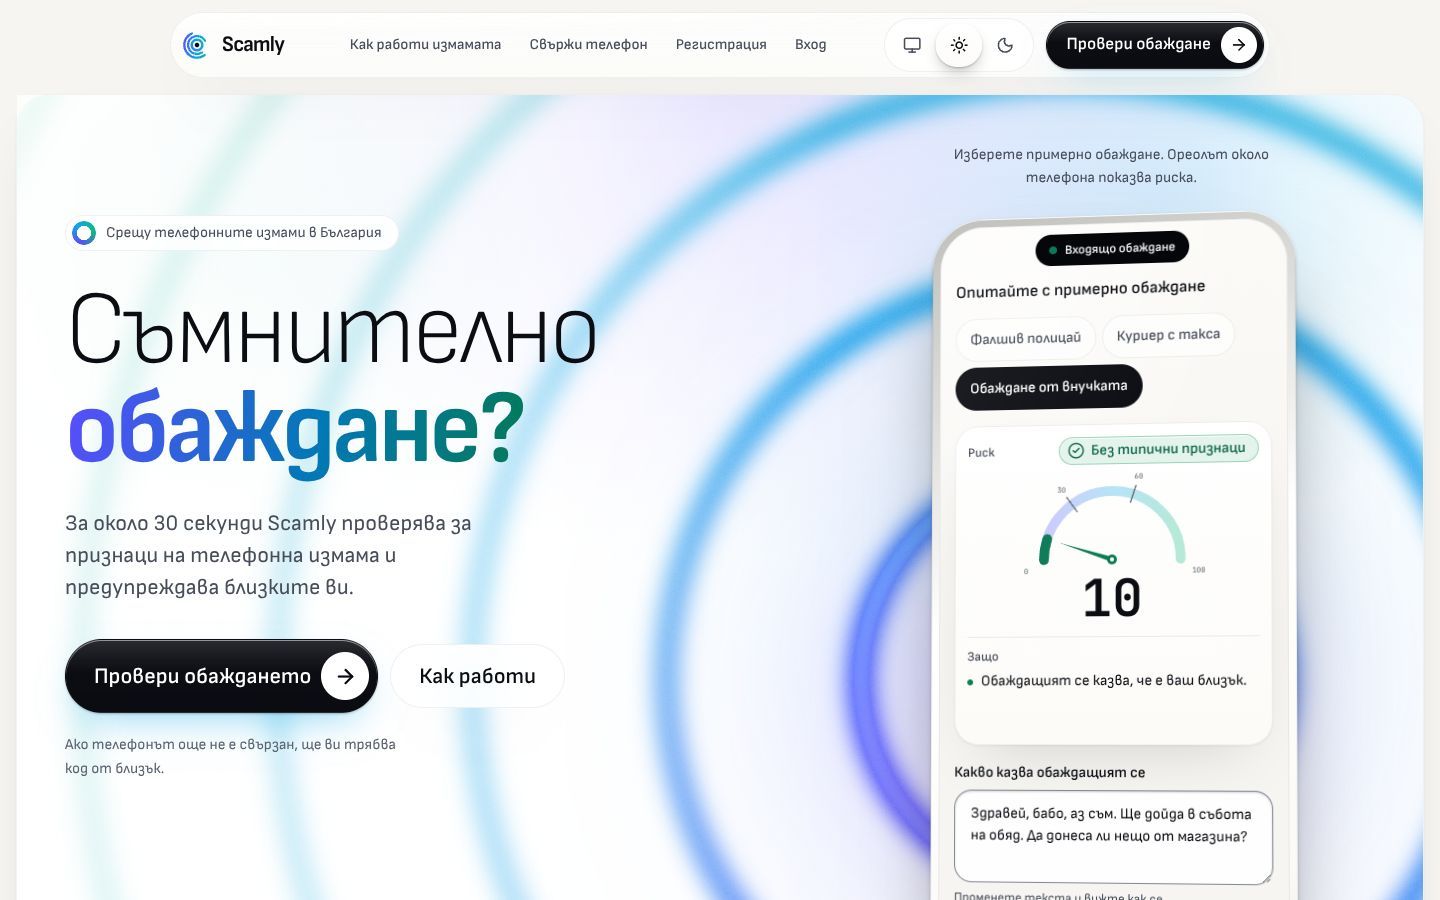 Scamly
Как работи измамата
Свържи телефон
Регистрация
Вход
Провери обаждане
Изберете примерно обаждане. Ореолът около
телефона показва риска.
Срещу телефонните измами в България
Съмнително
обаждане?
За около 30 секунди Scamly проверява за
признаци на телефонна измама и
предупреждава близките ви.
Провери обаждането
Как работи
Ако телефонът още не е свързан, ще ви трябва
код от близък.
Входящо обаждане
Опитайте с примерно обаждане
Фалшив полицай
Куриер с такса
Обаждане от внучката
Риск
Без типични признаци
0
30
60
100
10
Защо
Обаждащият се казва, че е ваш близък.
Какво казва обаждащият се
Здравей, бабо, аз съм. Ще дойда в събота
на обяд. Да донеса ли нещо от магазина?
Променете текста и вижте как се